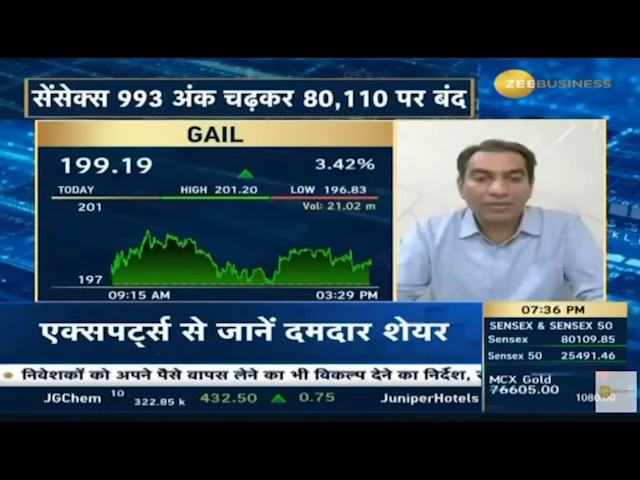 सेंसेक्स 993 अंक चढ़कर 80,110 पर बंद
ZEE BUSINESS
GAIL
199.19 ▲ 3.42%
TODAY HIGH 201.20 LOW 196.83
201 Vol: 21.02 m
197
09:15 AM 03:29 PM
07:36 PM
SENSEX & SENSEX 50
Sensex 80109.85
Sensex 50 25491.46
MCX Gold
76605.00 1080.00
एक्सपर्ट्स से जानें दमदार शेयर
निवेशकों को अपने पैसे वापस लेने का भी विकल्प देने का निर्देश,
JGChem 10 322.85 k 432.50 ▲ 0.75 JuniperHotels